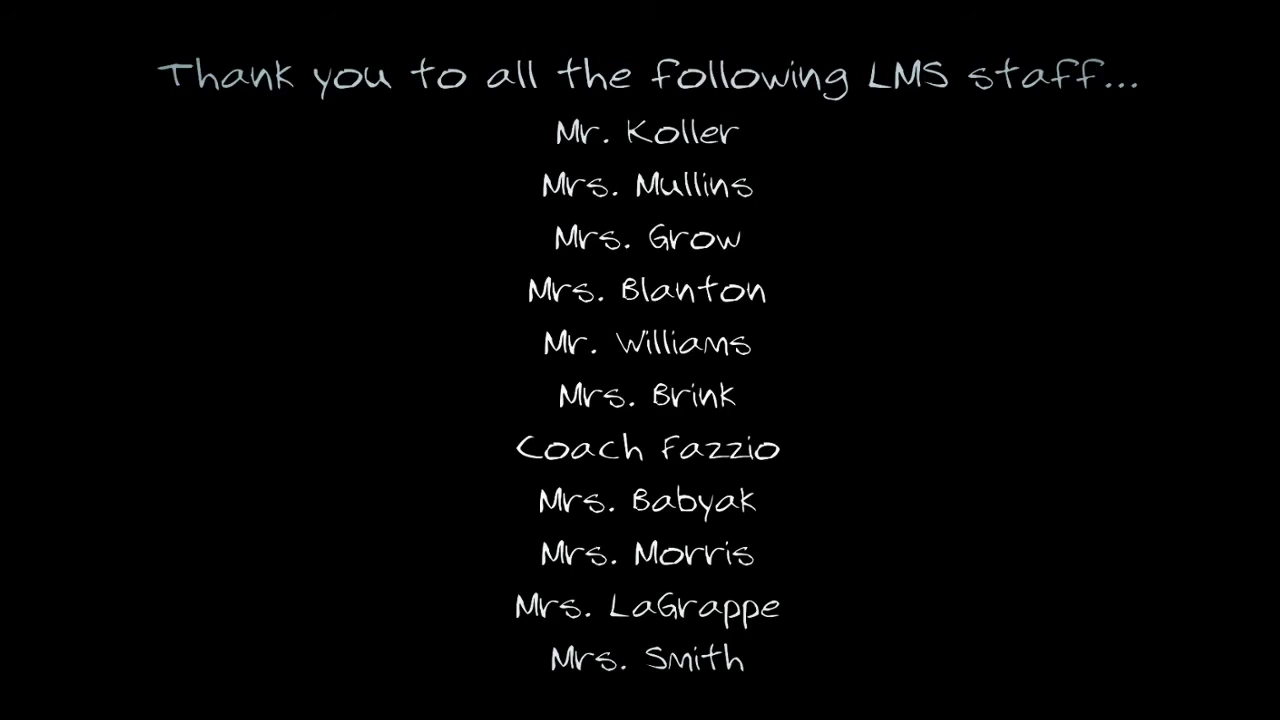 Thank you to all the following LMS staff...
Mr. Koller
Mrs. Mullins
Mrs. Grow
Mrs. Blanton
Mr. Williams
Mrs. Brink
Coach Fazzio
Mrs. Babyak
Mrs. Morris
Mrs. LaGrappe
Mrs. Smith